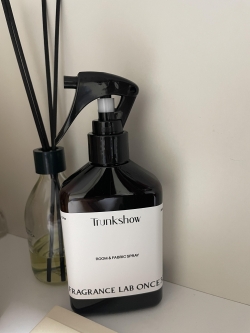 Trunkshow
ROOM & FABRIC SPRAY
FRAGRANCE LAB ONCE